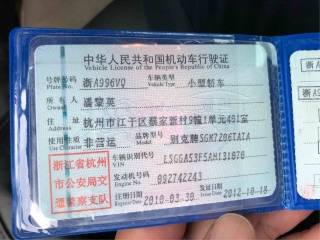 中华人民共和国机动车行驶证
Vehicle License of the People's Republic of China
号牌号码 浙A996VQ 车辆类型 小型轿车
Plate No. Vehicle Type
所有人 潘黎英
Owner
住址 杭州市江干区蔡家新村9幢1单元401室
Address
使用性质 非营运 品牌型号 别克牌SGM7206TATA
Use Character Model
浙江省杭州
市公安局交
通警察支队
车辆识别代号
VIN
发动机号码 092742243
Engine No.
注册日期 2010-03-30 发证日期 2012-10-18